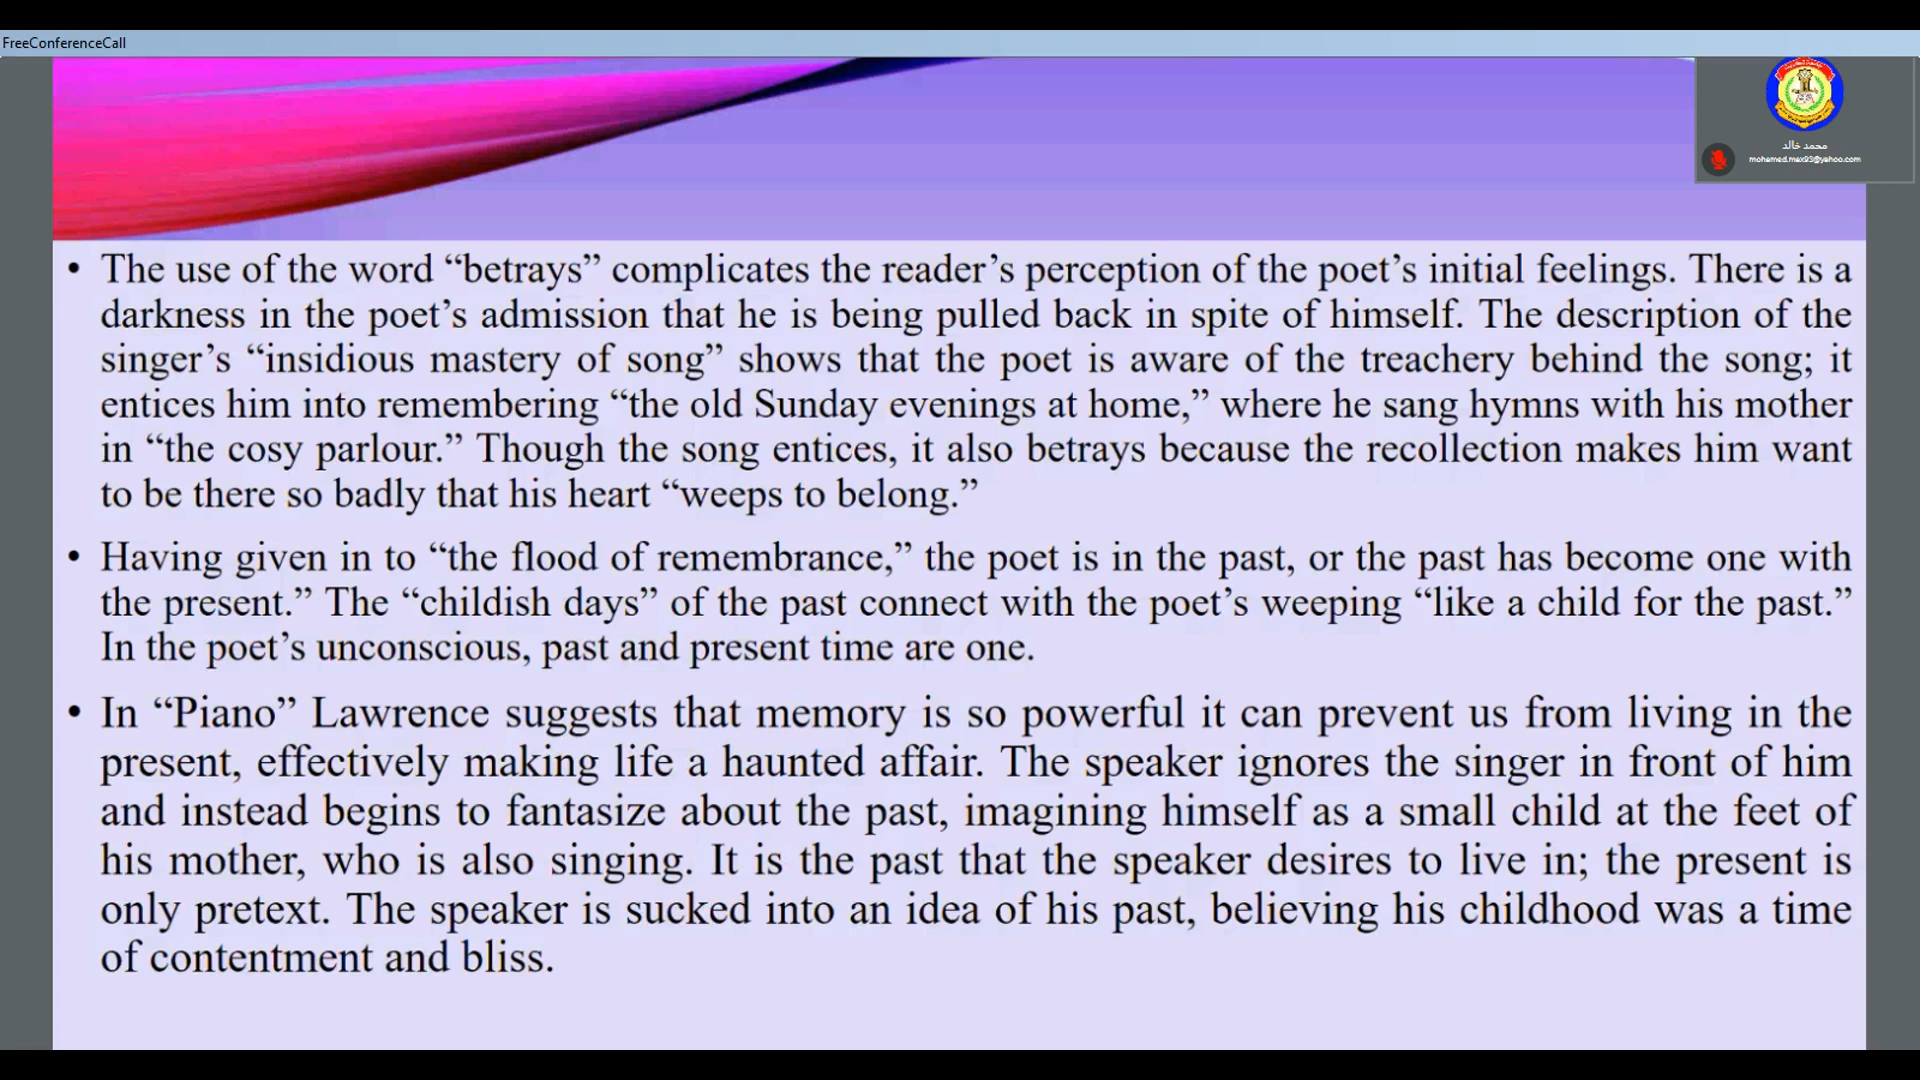 FreeConferenceCall
محمد خالد
mohamed.max93@yahoo.com
• The use of the word “betrays” complicates the reader’s perception of the poet’s initial feelings. There is a
darkness in the poet’s admission that he is being pulled back in spite of himself. The description of the
singer’s “insidious mastery of song” shows that the poet is aware of the treachery behind the song; it
entices him into remembering “the old Sunday evenings at home,” where he sang hymns with his mother
in “the cosy parlour.” Though the song entices, it also betrays because the recollection makes him want
to be there so badly that his heart “weeps to belong.”
• Having given in to “the flood of remembrance,” the poet is in the past, or the past has become one with
the present.” The “childish days” of the past connect with the poet’s weeping “like a child for the past.”
In the poet’s unconscious, past and present time are one.
• In “Piano” Lawrence suggests that memory is so powerful it can prevent us from living in the
present, effectively making life a haunted affair. The speaker ignores the singer in front of him
and instead begins to fantasize about the past, imagining himself as a small child at the feet of
his mother, who is also singing. It is the past that the speaker desires to live in; the present is
only pretext. The speaker is sucked into an idea of his past, believing his childhood was a time
of contentment and bliss.